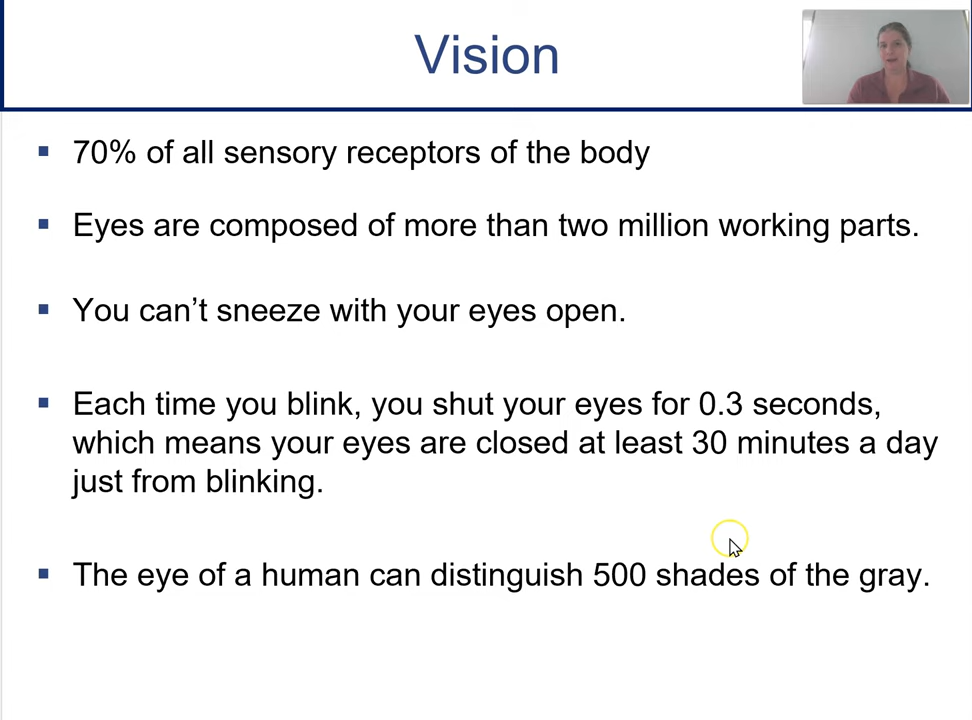 Vision
▪ 70% of all sensory receptors of the body
▪ Eyes are composed of more than two million working parts.
▪ You can’t sneeze with your eyes open.
▪ Each time you blink, you shut your eyes for 0.3 seconds,
which means your eyes are closed at least 30 minutes a day
just from blinking.
▪ The eye of a human can distinguish 500 shades of the gray.